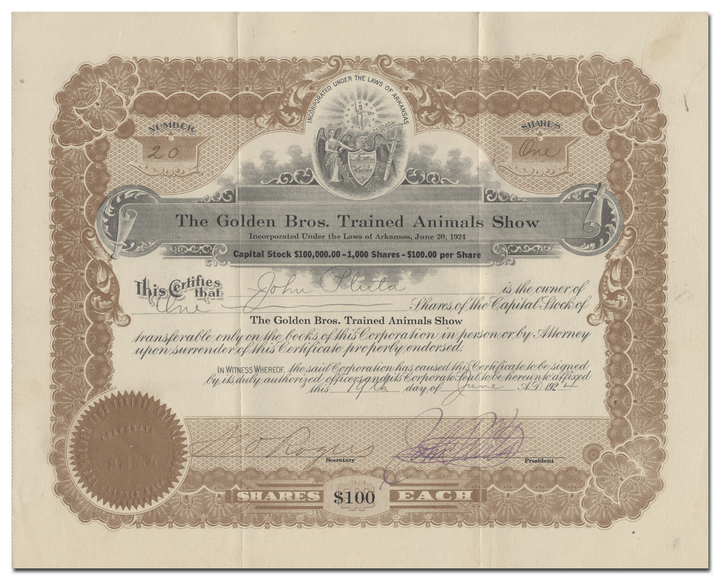 INCORPORATED UNDER THE LAWS OF ARKANSAS
NUMBER
20
SHARES
One
The Golden Bros. Trained Animals Show
Incorporated Under the Laws of Arkansas, June 20, 1921
Capital Stock $100,000.00 - 1,000 Shares - $100.00 per Share
This Certifies that John Pluta is the owner of
One Shares of the Capital Stock of
The Golden Bros. Trained Animals Show
transferable only on the books of this Corporation in person or by Attorney
upon surrender of this Certificate properly endorsed.
IN WITNESS WHEREOF, the said Corporation has caused this Certificate to be signed
by its duly authorized officers and its Corporate Seal to be hereunto affixed
this 19th day of June A.D. 1924
Rogers
Secretary
President
SHARES $100 EACH